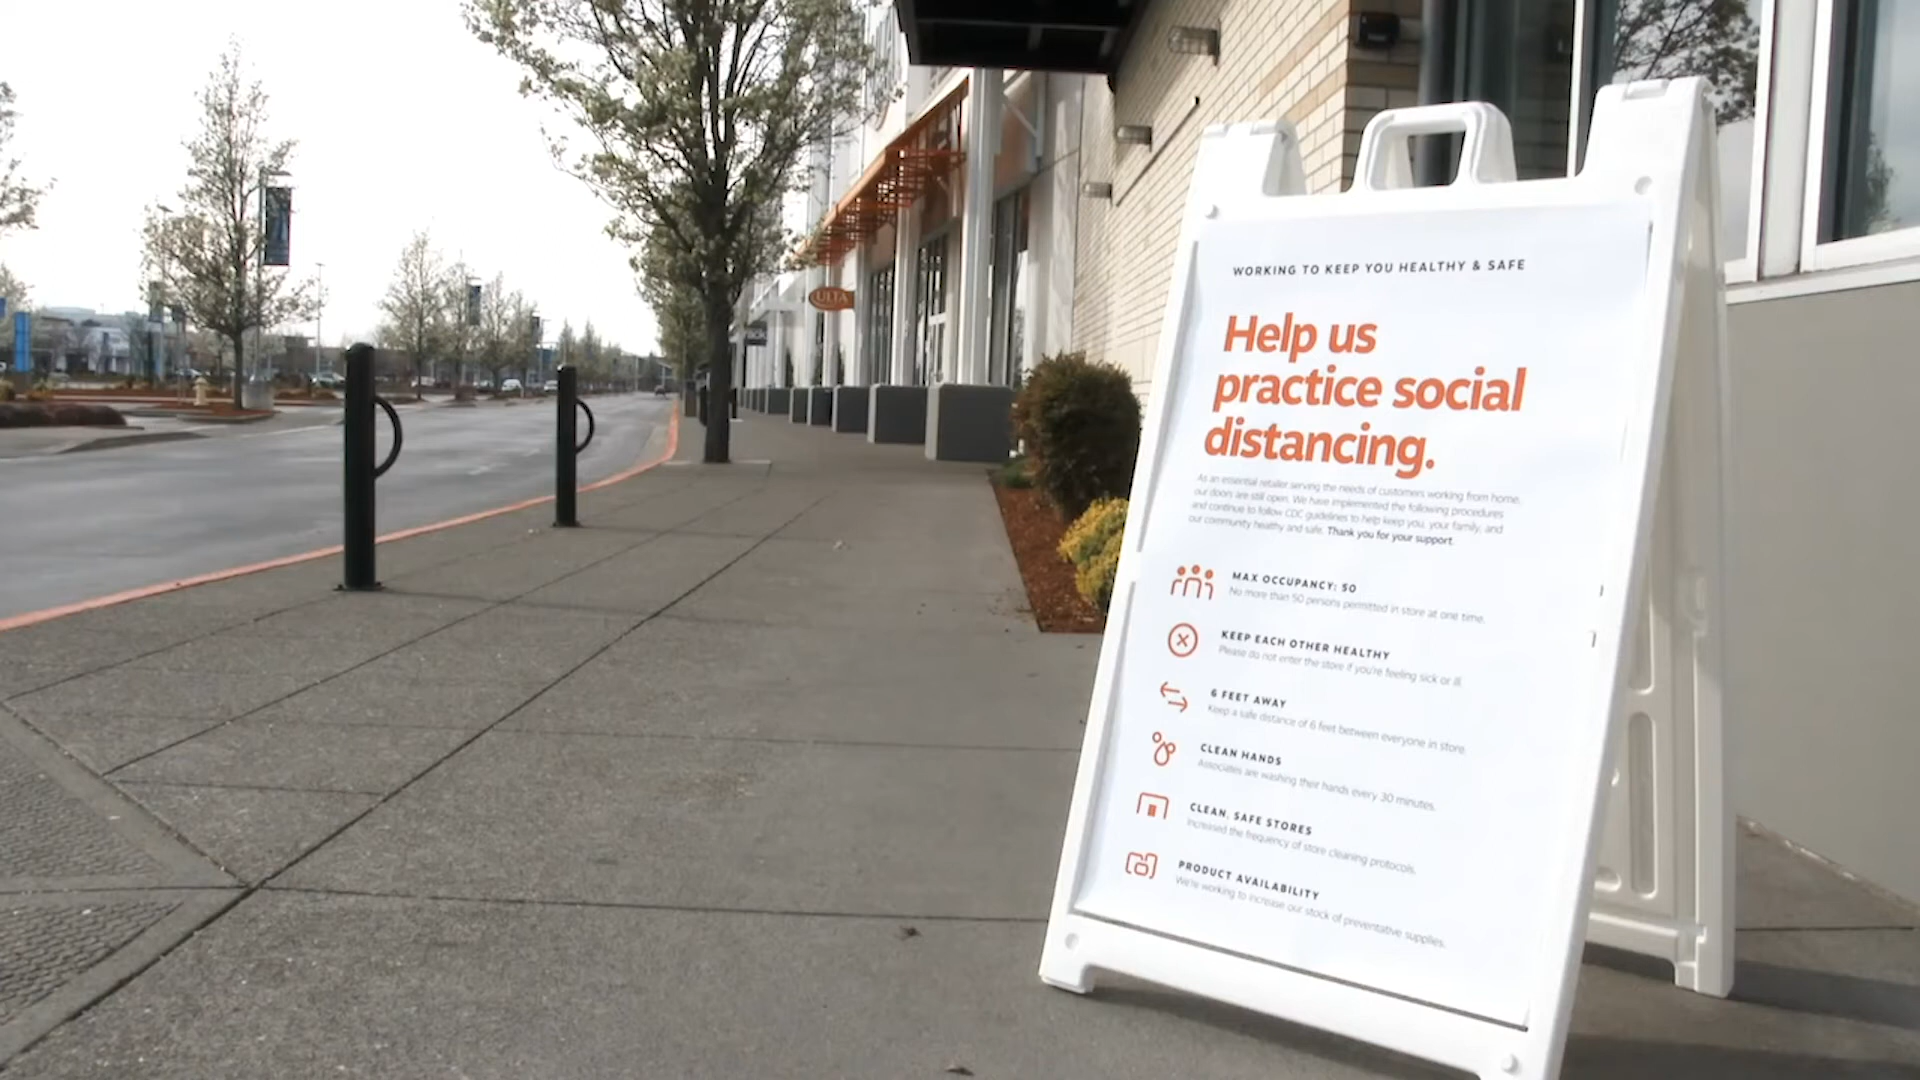 ULTA
WORKING TO KEEP YOU HEALTHY & SAFE
Help us
practice social
distancing.
As an essential retailer serving the needs of customers working from home,
our doors are still open. We have implemented the following procedures
and continue to follow CDC guidelines to help keep you, your family, and
our community healthy and safe. Thank you for your support.
MAX OCCUPANCY: 50
No more than 50 persons permitted in store at one time.
KEEP EACH OTHER HEALTHY
Please do not enter the store if you're feeling sick or ill.
6 FEET AWAY
Keep a safe distance of 6 feet between everyone in store.
CLEAN HANDS
Associates are washing their hands every 30 minutes.
CLEAN, SAFE STORES
Increased the frequency of store cleaning protocols.
PRODUCT AVAILABILITY
We're working to increase our stock of preventative supplies.